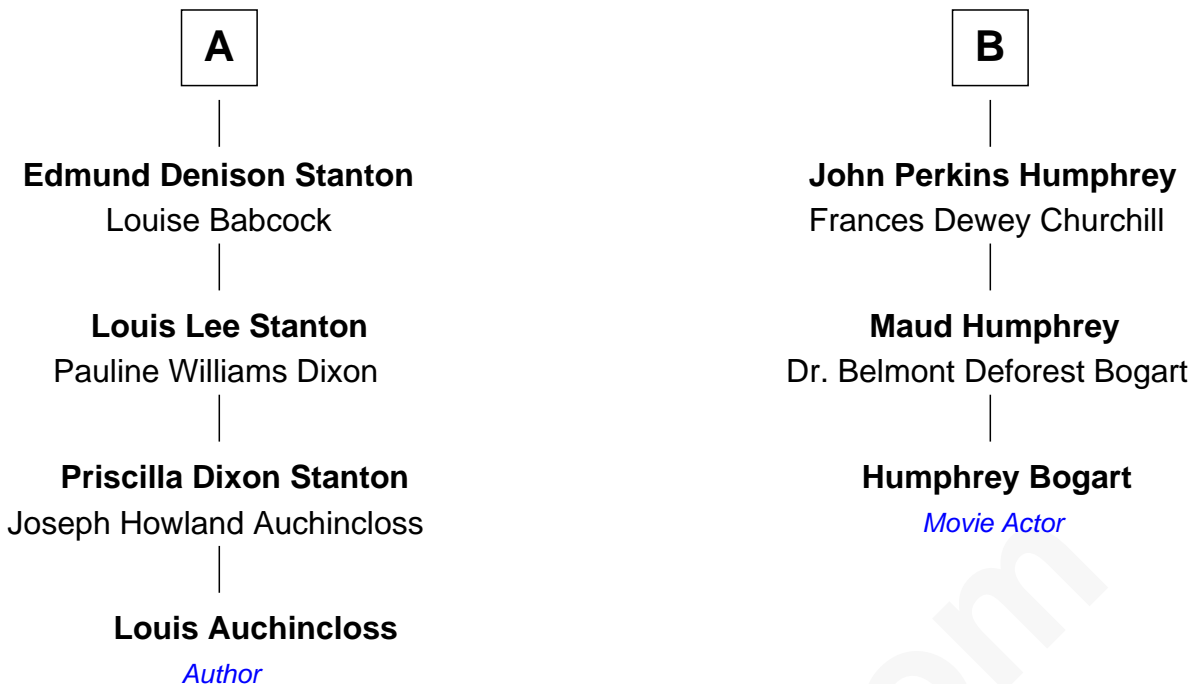 A
Edmund Denison Stanton
Louise Babcock
Louis Lee Stanton
Pauline Williams Dixon
Priscilla Dixon Stanton
Joseph Howland Auchincloss
Louis Auchincloss
Author
B
John Perkins Humphrey
Frances Dewey Churchill
Maud Humphrey
Dr. Belmont Deforest Bogart
Humphrey Bogart
Movie Actor
om